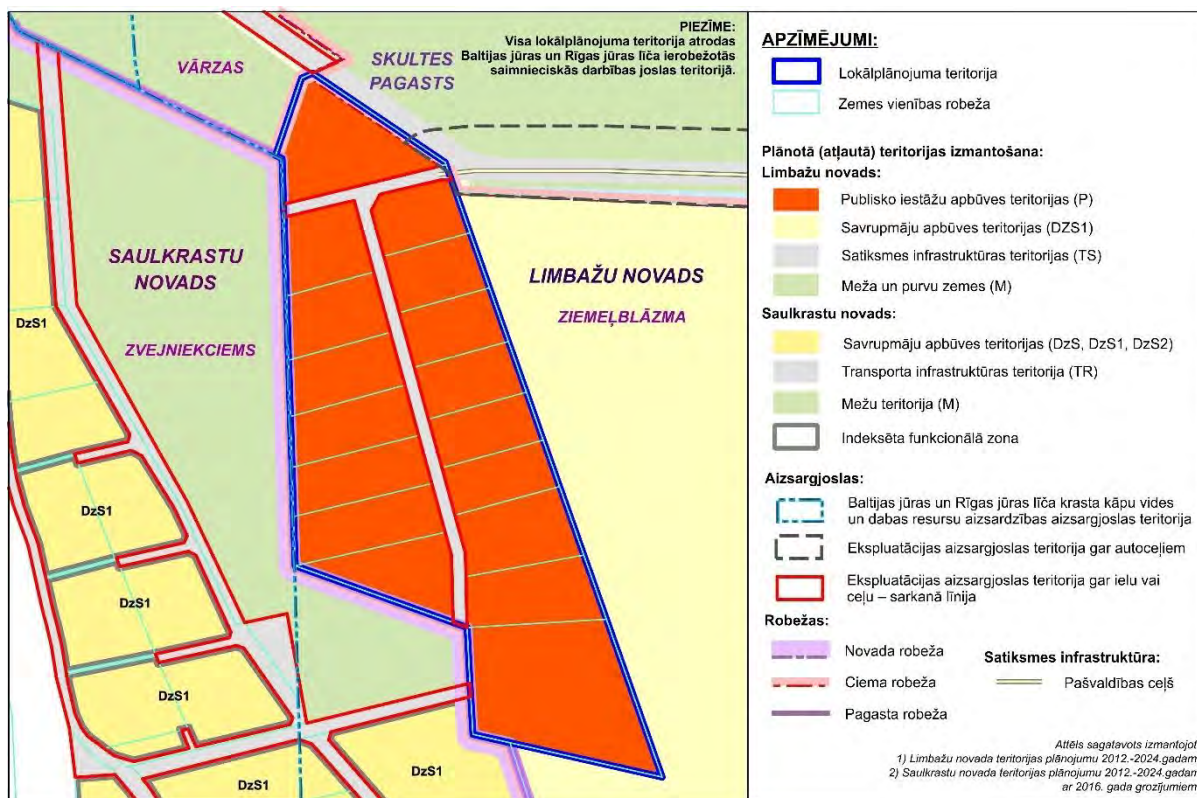 PIEZĪME:
Visa lokālplānojuma teritorija atrodas
Baltijas jūras un Rīgas jūras līča ierobežotās
saimnieciskās darbības joslas teritorijā.
VĀRZAS
SKULTES
PAGASTS
SAULKRASTU
NOVADS
ZVEJNIEKCIEMS
LIMBAŽU NOVADS
ZIEMEĻBLĀZMA
DzS1
DzS1
DzS1
DzS1
DzS1
DzS1
APZĪMĒJUMI:
Lokālplānojuma teritorija
Zemes vienības robeža
Plānotā (atļautā) teritorijas izmantošana:
Limbažu novads:
Publisko iestāžu apbūves teritorijas (P)
Savrupmāju apbūves teritorijas (DZS1)
Satiksmes infrastruktūras teritorijas (TS)
Meža un purvu zemes (M)
Saulkrastu novads:
Savrupmāju apbūves teritorijas (DzS, DzS1, DzS2)
Transporta infrastruktūras teritorija (TR)
Mežu teritorija (M)
Indeksēta funkcionālā zona
Aizsargjoslas:
Baltijas jūras un Rīgas jūras līča krasta kāpu vides
un dabas resursu aizsardzības aizsargjoslas teritorija
Ekspluatācijas aizsargjoslas teritorija gar autoceļiem
Ekspluatācijas aizsargjoslas teritorija gar ielu vai
ceļu – sarkanā līnija
Robežas:
Novada robeža
Ciema robeža
Pagasta robeža
Satiksmes infrastruktūra:
Pašvaldības ceļš
Attēls sagatavots izmantojot
1) Limbažu novada teritorijas plānojumu 2012.-2024.gadam
2) Saulkrastu novada teritorijas plānojumu 2012.-2024.gadam
ar 2016. gada grozījumiem